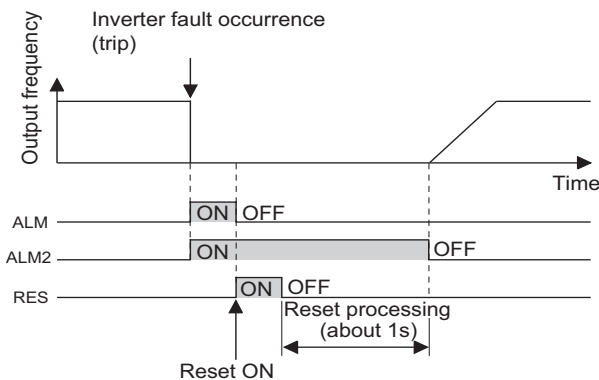 Inverter fault occurrence
(trip)
Output frequency
Time
ALM
ON
OFF
ALM2
ON
OFF
RES
ON
OFF
Reset processing
(about 1s)
Reset ON